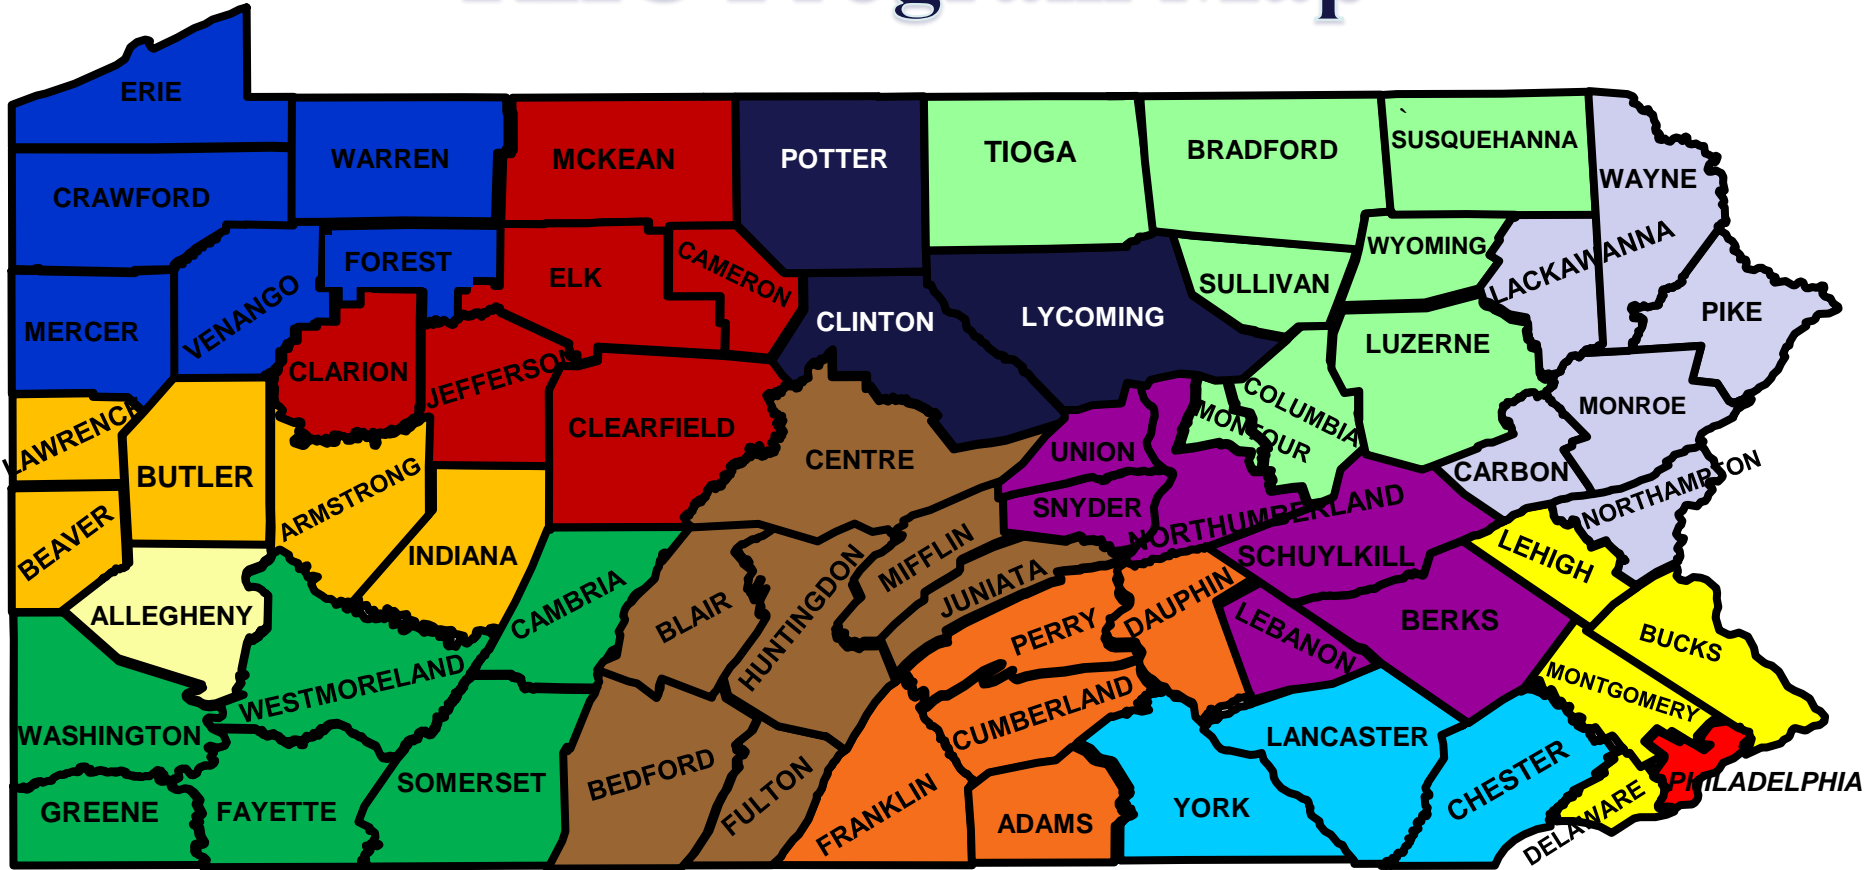 Program Map
ERIE
WARREN
MCKEAN
POTTER
TIOGA
BRADFORD
`
SUSQUEHANNA
WAYNE
CRAWFORD
FOREST
ELK
CAMERON
SULLIVAN
WYOMING
LACKAWANNA
PIKE
MERCER
VENANGO
CLARION
JEFFERSON
CLINTON
LYCOMING
LUZERNE
CLEARFIELD
CENTRE
UNION
MONTOUR
COLUMBIA
MONROE
LAWRENCA
BUTLER
ARMSTRONG
SNYDER
NORTHUMBERLAND
CARBON
NORTHAMPTON
BEAVER
INDIANA
CAMBRIA
BLAIR
HUNTINGDON
MIFFLIN
JUNIATA
SCHUYLKILL
LEHIGH
ALLEGHENY
PERRY
DAUPHIN
LEBANON
BERKS
BUCKS
WESTMORELAND
WASHINGTON
CUMBERLAND
LANCASTER
MONTGOMERY
GREENE
FAYETTE
SOMERSET
BEDFORD
FULTON
FRANKLIN
ADAMS
YORK
CHESTER
DELAWARE
PHILADELPHIA